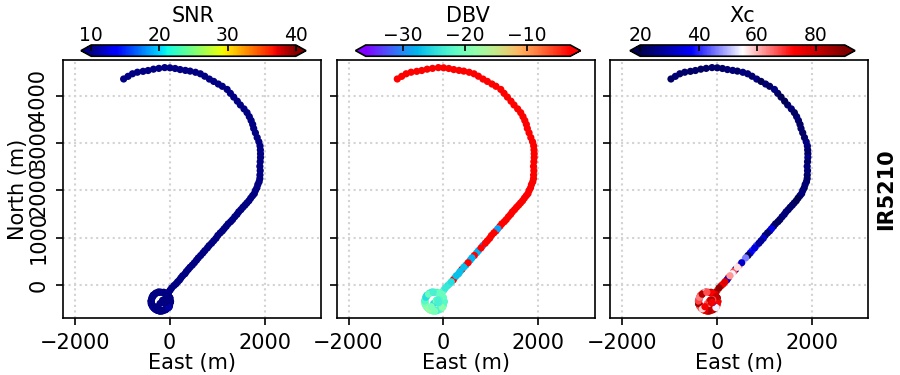 SNR DBV Xc
10 20 30 40 −30 −20 −10 20 40 60 80
4000
3000
2000
1000
0
North (m)
IR5210
−2000 0 2000 −2000 0 2000 −2000 0 2000
East (m) East (m) East (m)